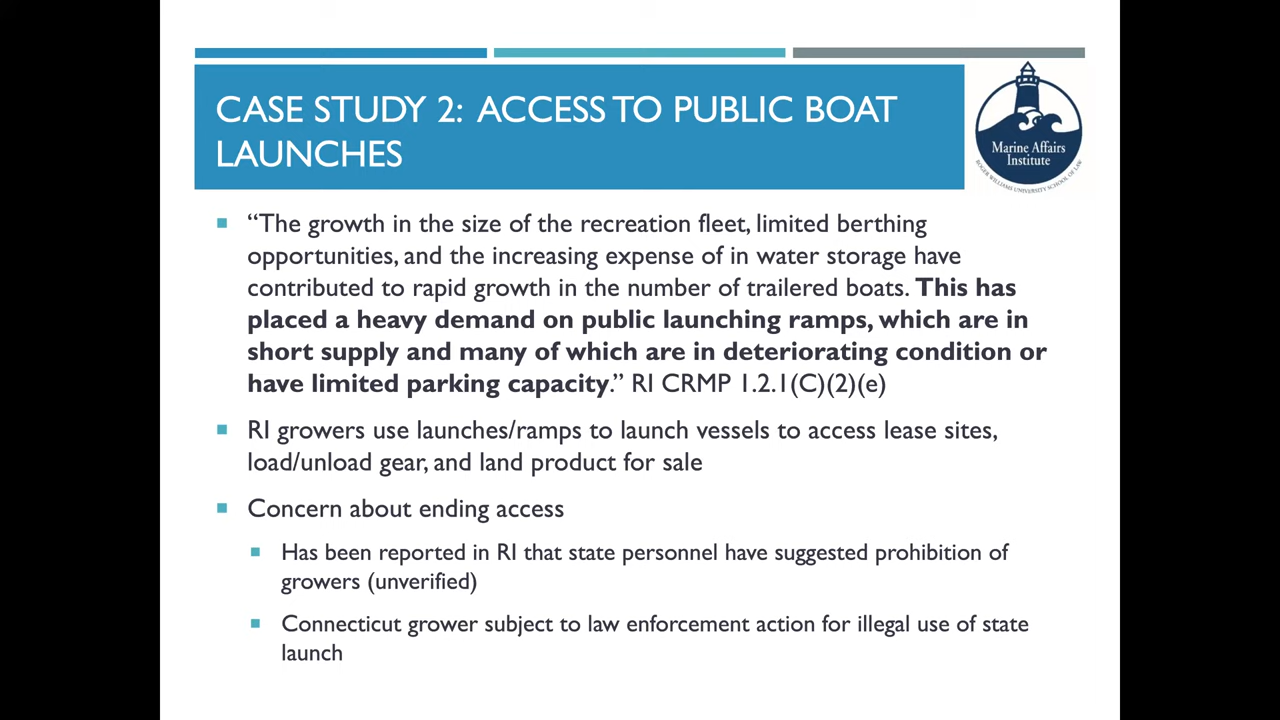 CASE STUDY 2: ACCESS TO PUBLIC BOAT
LAUNCHES
Marine Affairs
Institute
ROGER WILLIAMS UNIVERSITY SCHOOL OF LAW
“The growth in the size of the recreation fleet, limited berthing
opportunities, and the increasing expense of in water storage have
contributed to rapid growth in the number of trailered boats. This has
placed a heavy demand on public launching ramps, which are in
short supply and many of which are in deteriorating condition or
have limited parking capacity.” RI CRMP 1.2.1(C)(2)(e)
RI growers use launches/ramps to launch vessels to access lease sites,
load/unload gear, and land product for sale
Concern about ending access
Has been reported in RI that state personnel have suggested prohibition of
growers (unverified)
Connecticut grower subject to law enforcement action for illegal use of state
launch